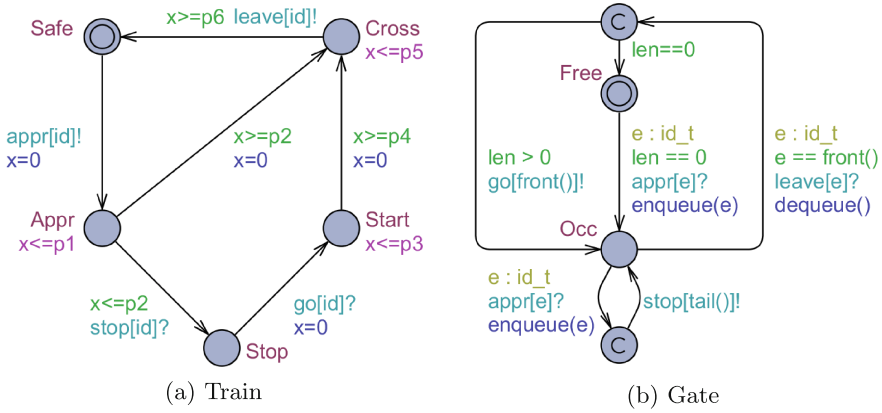 Safe
x>=p6 leave[id]!
Cross
x<=p5
appr[id]!
x=0
x>=p2
x=0
x>=p4
x=0
Appr
x<=p1
Start
x<=p3
x<=p2
stop[id]?
go[id]?
x=0
Stop
(a) Train
C
len==0
Free
len > 0
go[front()]!
e : id_t
len == 0
appr[e]?
enqueue(e)
e : id_t
e == front()
leave[e]?
dequeue()
Occ
e : id_t
appr[e]?
enqueue(e)
stop[tail()]!
C
(b) Gate